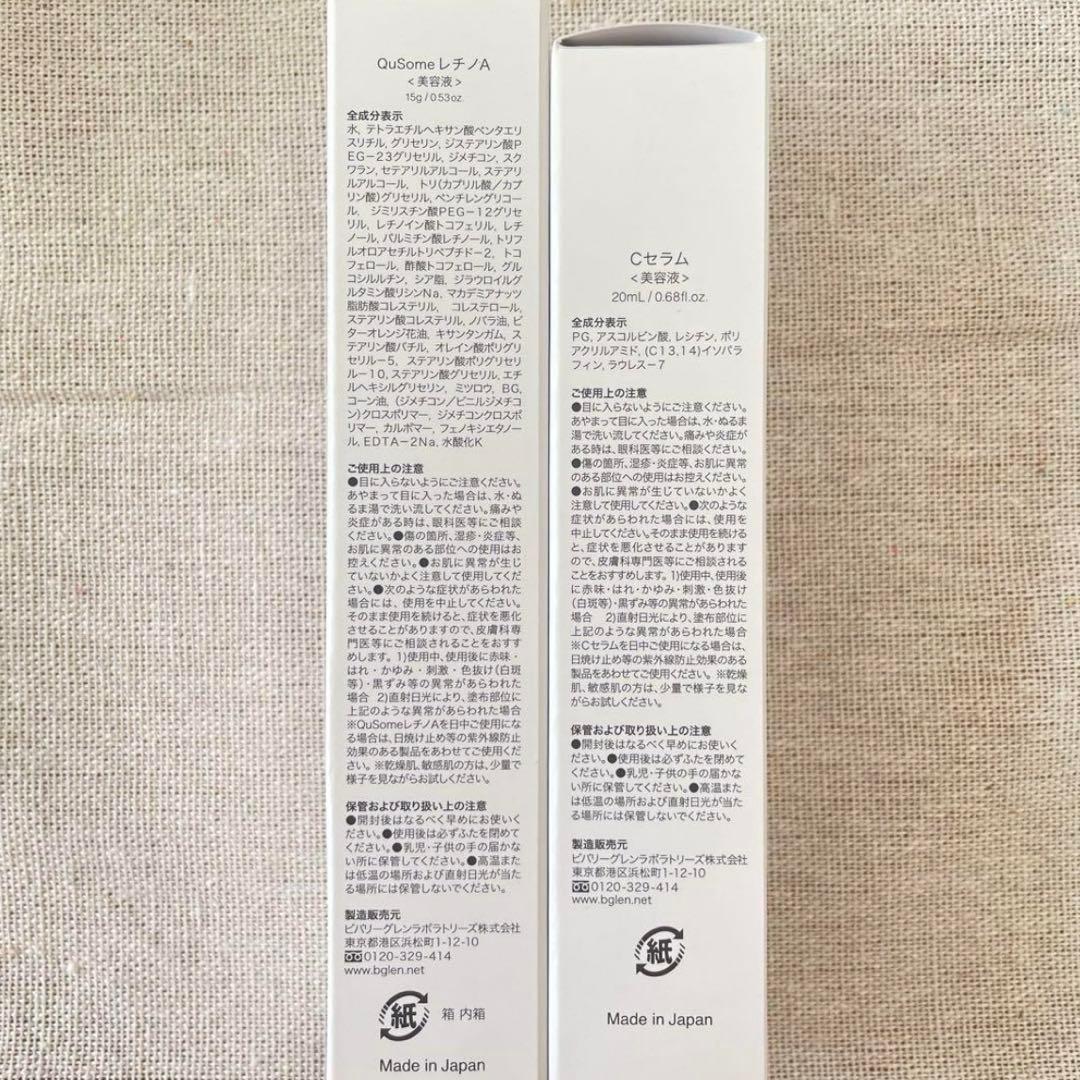 QuSome レチノA
<美容液>
15g / 0.53oz.
全成分表示
水, テトラエチルヘキサン酸ペンタエリ
スリチル, グリセリン, ジステアリン酸P
EG-23グリセリル, ジメチコン, スク
ワラン, セテアリルアルコール, ステアリ
ルアルコール, トリ(カプリル酸/カプ
リン酸)グリセリル, ペンチレングリコー
ル, ジミリスチン酸PEG-12グリセ
リル, レチノイン酸トコフェリル, レチ
ノール, パルミチン酸レチノール, トリフ
ルオロアセチルトリペプチド-2, トコ
フェロール, 酢酸トコフェロール, グル
コシルルチン, シア脂, ジラウロイルグ
ルタミン酸リシンNa, マカデミアナッツ
脂肪酸コレステリル, コレステロール,
ステアリン酸コレステリル, ノバラ油, ビ
ターオレンジ花油, キサンタンガム, ス
テアリン酸バチル, オレイン酸ポリグリ
セリル-5, ステアリン酸ポリグリセリ
ル-10, ステアリン酸グリセリル, エチ
ルヘキシルグリセリン, ミツロウ, BG,
コーン油, (ジメチコン/ビニルジメチコ
ン)クロスポリマー, ジメチコンクロスポ
リマー, カルボマー, フェノキシエタノー
ル, EDTA-2Na, 水酸化K
ご使用上の注意
●目に入らないようにご注意ください。
あやまって目に入った場合は、水・ぬ
るま湯で洗い流してください。痛みや
炎症がある時は、眼科医等にご相談
ください。●傷の箇所、湿疹・炎症等、
お肌に異常のある部位への使用はお
控えください。●お肌に異常が生じ
ていないかよく注意して使用してくだ
さい。●次のような症状があらわれた
場合には、使用を中止してください。
そのまま使用を続けると、症状を悪化
させることがありますので、皮膚科専
門医等にご相談されることをおすす
めします。1)使用中、使用後に赤味・
はれ・かゆみ・刺激・色抜け(白斑
等)・黒ずみ等の異常があらわれた
場合 2)直射日光により、塗布部位に
上記のような異常があらわれた場合
※QuSomeレチノAを日中ご使用にな
る場合は、日焼け止め等の紫外線防止
効果のある製品をあわせてご使用くだ
さい。※乾燥肌、敏感肌の方は、少量で
様子を見ながらお試しください。
保管および取り扱い上の注意
●開封後はなるべく早めにお使いく
ださい。●使用後は必ずふたを閉めて
ください。●乳児・子供の手の届かな
い所に保管してください。●高温また
は低温の場所および直射日光が当た
る場所には保管しないでください。
製造販売元
ビバリーグレンラボラトリーズ株式会社
東京都港区浜松町1-12-10
0120-329-414
www.bglen.net
紙 箱 内箱
Made in Japan
Cセラム
<美容液>
20mL / 0.68fl.oz.
全成分表示
PG, アスコルビン酸, レシチン, ポリ
アクリルアミド, (C13,14)イソパラ
フィン, ラウレス-7
ご使用上の注意
●目に入らないようにご注意ください。
あやまって目に入った場合は、水・ぬるま
湯で洗い流してください。痛みや炎症が
ある時は、眼科医等にご相談ください。
●傷の箇所、湿疹・炎症等、お肌に異常
のある部位への使用はお控えください。
●お肌に異常が生じていないかよく
注意して使用してください。●次のような
症状があらわれた場合には、使用を
中止してください。そのまま使用を続ける
と、症状を悪化させることがあります
ので、皮膚科専門医等にご相談される
ことをおすすめします。1)使用中、使用後
に赤味・はれ・かゆみ・刺激・色抜け
(白斑等)・黒ずみ等の異常があらわれた
場合 2)直射日光により、塗布部位に
上記のような異常があらわれた場合
※Cセラムを日中ご使用になる場合は、
日焼け止め等の紫外線防止効果のある
製品をあわせてご使用ください。※乾燥
肌、敏感肌の方は、少量で様子を見な
がらお試しください。
保管および取り扱い上の注意
●開封後はなるべく早めにお使いく
ださい。●使用後は必ずふたを閉めて
ください。●乳児・子供の手の届かな
い所に保管してください。●高温また
は低温の場所および直射日光が当た
る場所には保管しないでください。
製造販売元
ビバリーグレンラボラトリーズ株式会社
東京都港区浜松町1-12-10
0120-329-414
www.bglen.net
紙
Made in Japan